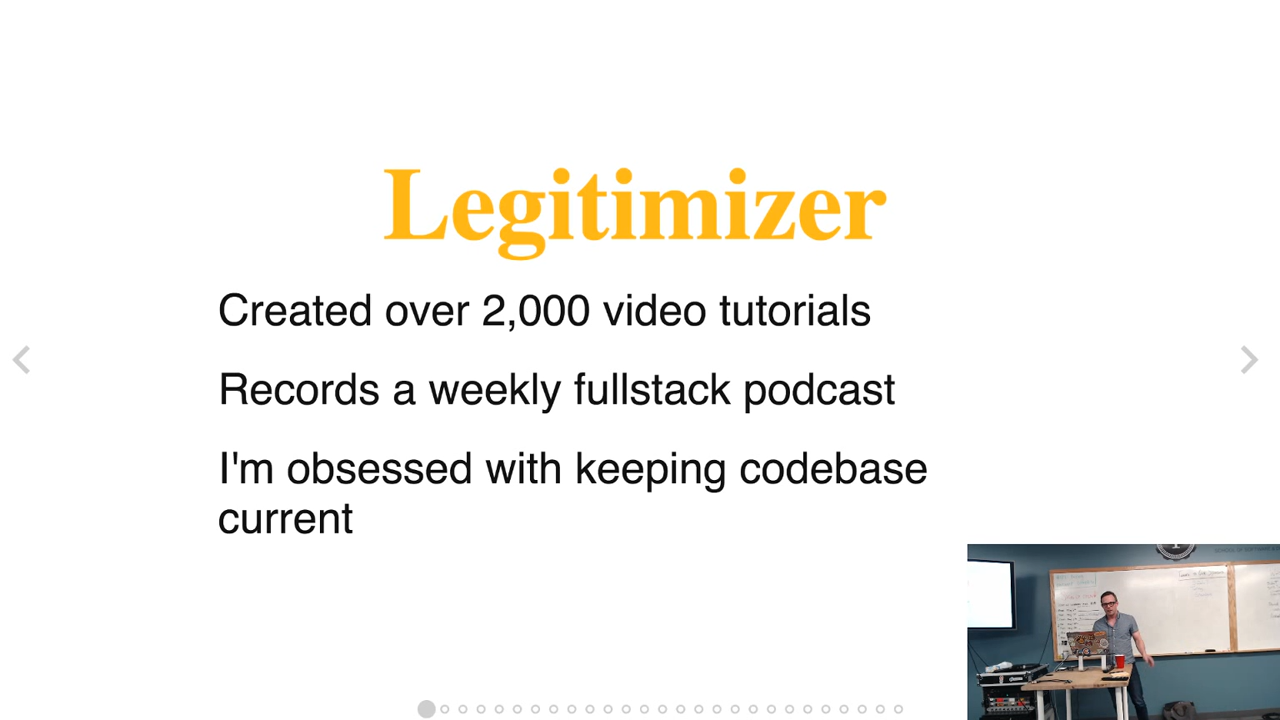 Legitimizer
Created over 2,000 video tutorials
Records a weekly fullstack podcast
I'm obsessed with keeping codebase
current